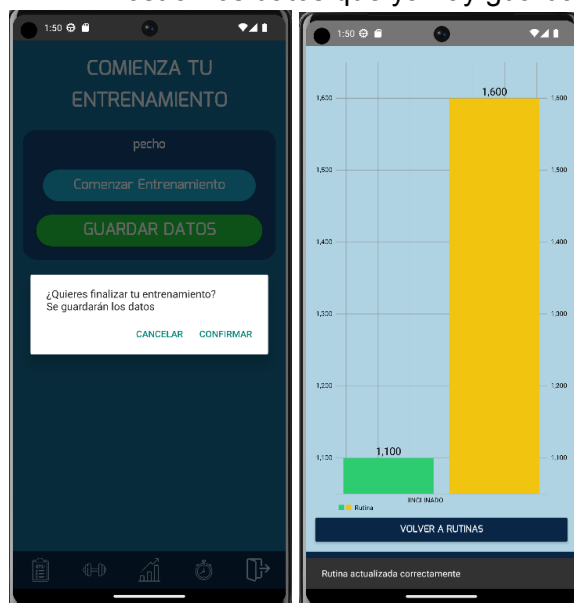 1:50
COMIENZA TU
ENTRENAMIENTO
pecho
Comenzar Entrenamiento
GUARDAR DATOS
¿Quieres finalizar tu entrenamiento?
Se guardarán los datos
CANCELAR CONFIRMAR
1:50
1,600
1,600 1,600
1,500 1,500
1,400 1,400
1,300 1,300
1,200 1,200
1,100
1,100 1,100
INCLINADO
Rutina
VOLVER A RUTINAS
Rutina actualizada correctamente